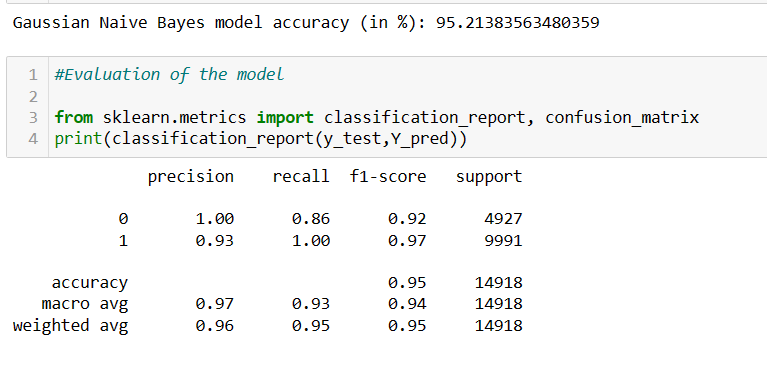 Gaussian Naive Bayes model accuracy (in %): 95.21383563480359
1 #Evaluation of the model
2
3 from sklearn.metrics import classification_report, confusion_matrix
4 print(classification_report(y_test,Y_pred))
precision recall f1-score support
0 1.00 0.86 0.92 4927
1 0.93 1.00 0.97 9991
accuracy 0.95 14918
macro avg 0.97 0.93 0.94 14918
weighted avg 0.96 0.95 0.95 14918